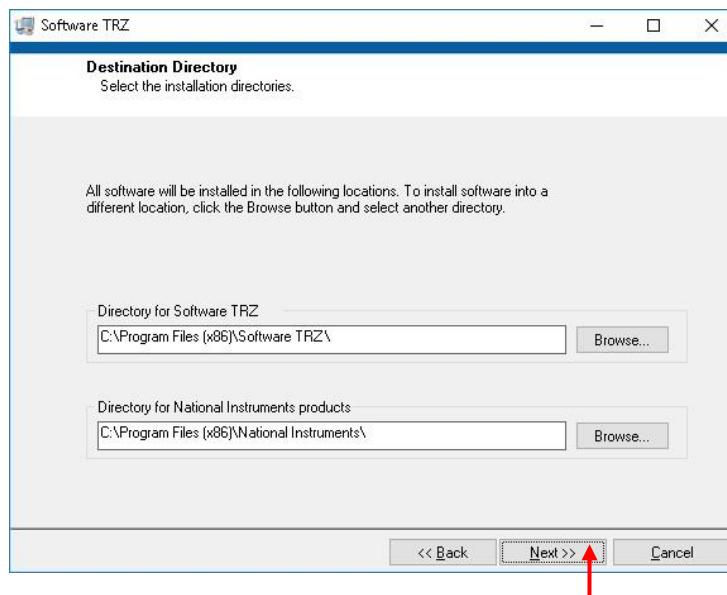 Software TRZ
Destination Directory
Select the installation directories.
All software will be installed in the following locations. To install software into a
different location, click the Browse button and select another directory.
Directory for Software TRZ
C:\Program Files (x86)\Software TRZ\
Browse...
Directory for National Instruments products
C:\Program Files (x86)\National Instruments\
Browse...
<< Back
Next >>
Cancel